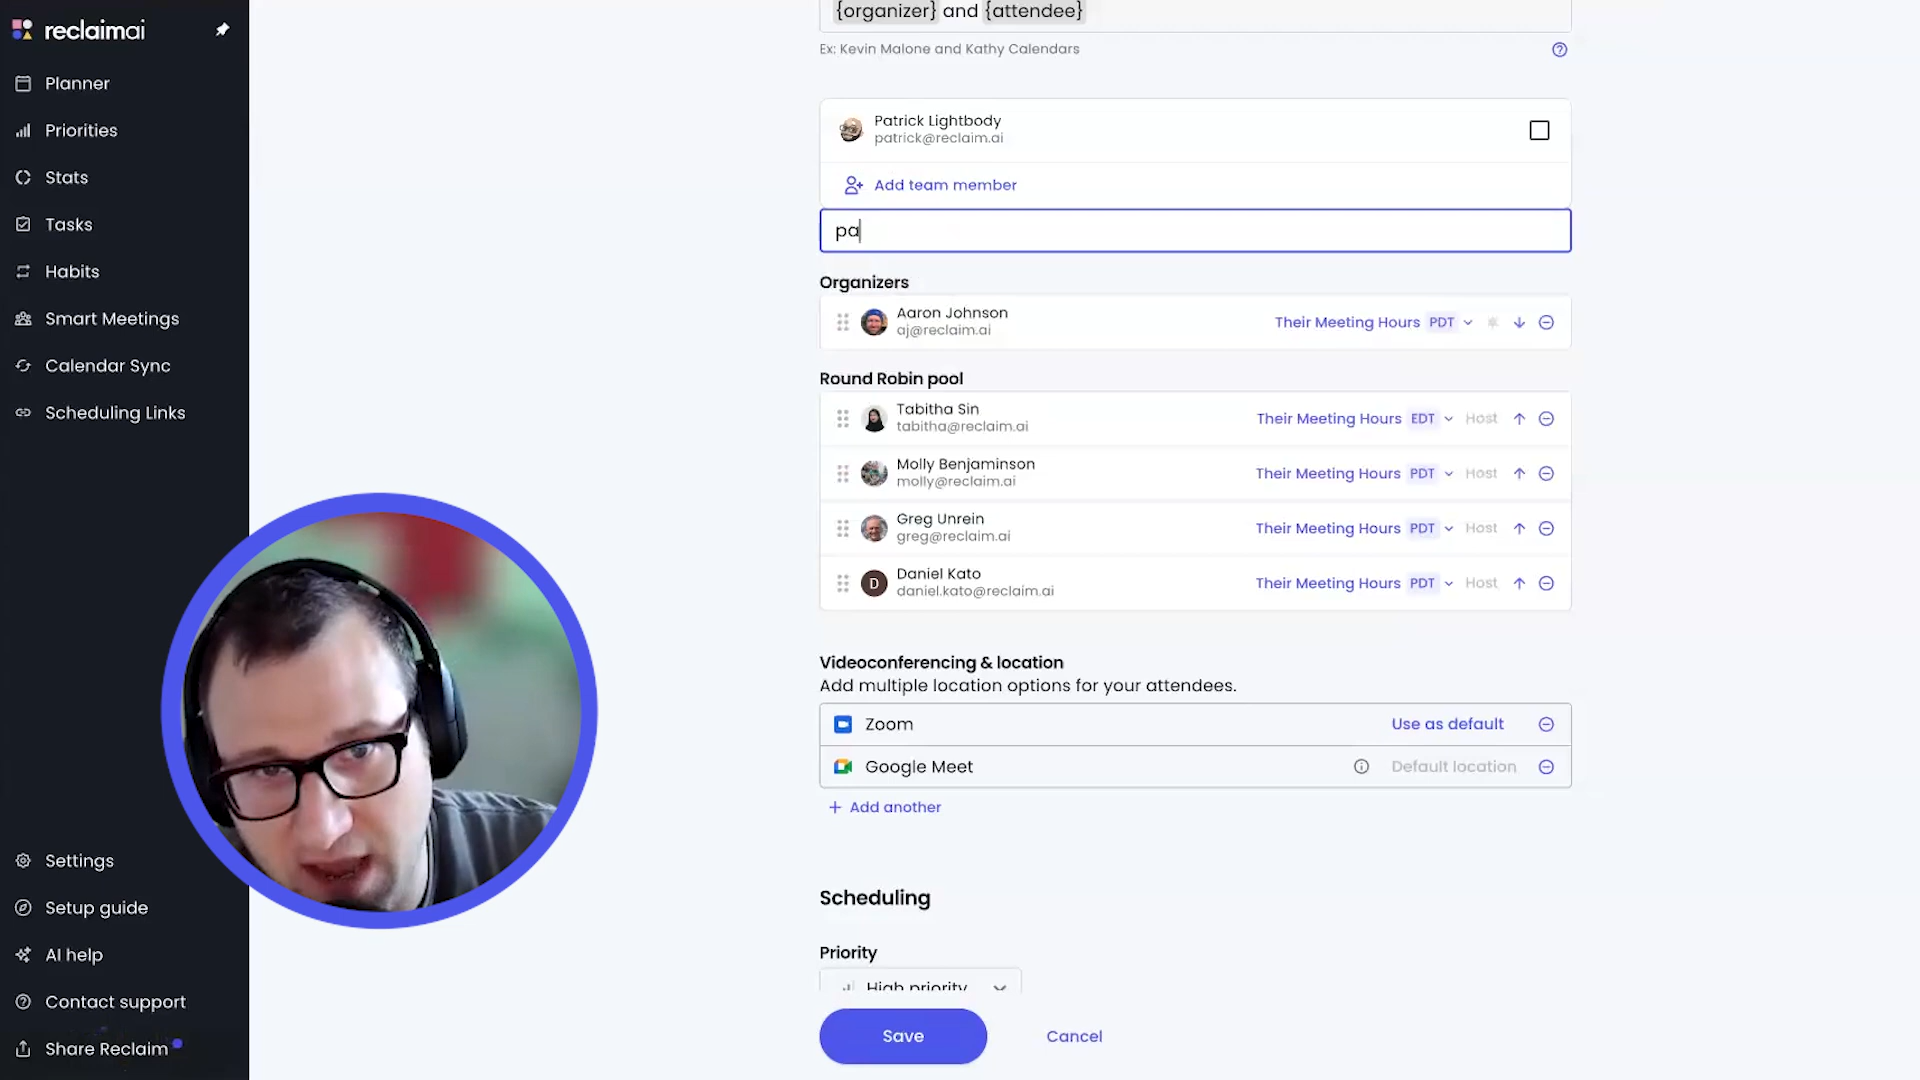 reclaimai
Planner
Priorities
Stats
Tasks
Habits
Smart Meetings
Calendar Sync
Scheduling Links
Settings
Setup guide
AI help
Contact support
Share Reclaim
{organizer} and {attendee}
Ex: Kevin Malone and Kathy Calendars
Patrick Lightbody
patrick@reclaim.ai
Add team member
pa
Organizers
Aaron Johnson
aj@reclaim.ai
Their Meeting Hours PDT
Round Robin pool
Tabitha Sin
tabitha@reclaim.ai
Their Meeting Hours EDT Host
Molly Benjaminson
molly@reclaim.ai
Their Meeting Hours PDT Host
Greg Unrein
greg@reclaim.ai
Their Meeting Hours PDT Host
D
Daniel Kato
daniel.kato@reclaim.ai
Their Meeting Hours PDT Host
Videoconferencing & location
Add multiple location options for your attendees.
Zoom Use as default
Google Meet Default location
Add another
Scheduling
Priority
High priority
Save Cancel